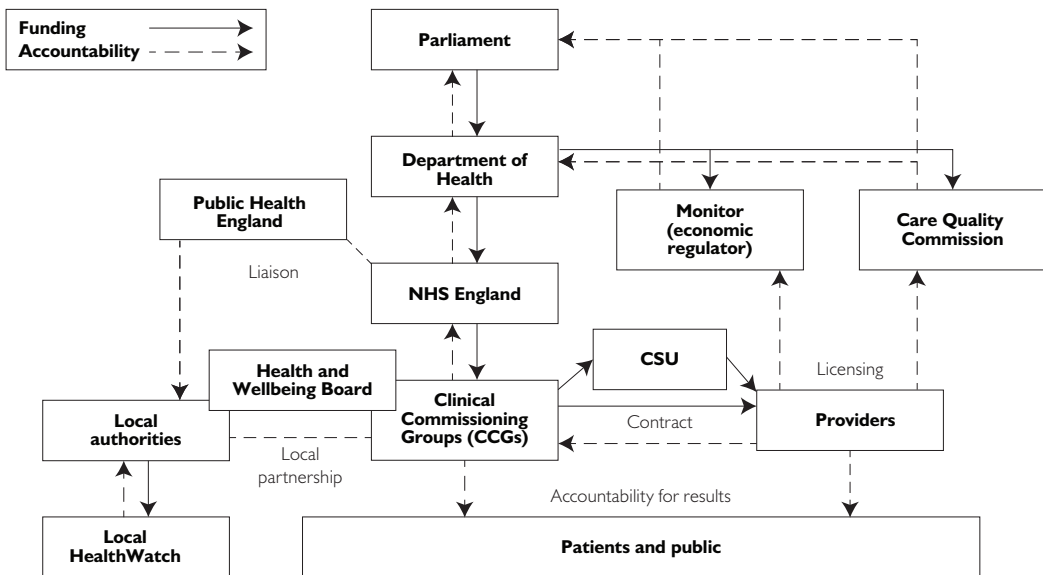 Funding
Accountability
Parliament
Department of
Health
Public Health
England
Monitor
(economic
regulator)
Care Quality
Commission
Liaison
NHS England
CSU
Health and
Wellbeing Board
Licensing
Clinical
Commissioning
Groups (CCGs)
Local
authorities
Contract
Providers
Local
partnership
Accountability for results
Local
HealthWatch
Patients and public